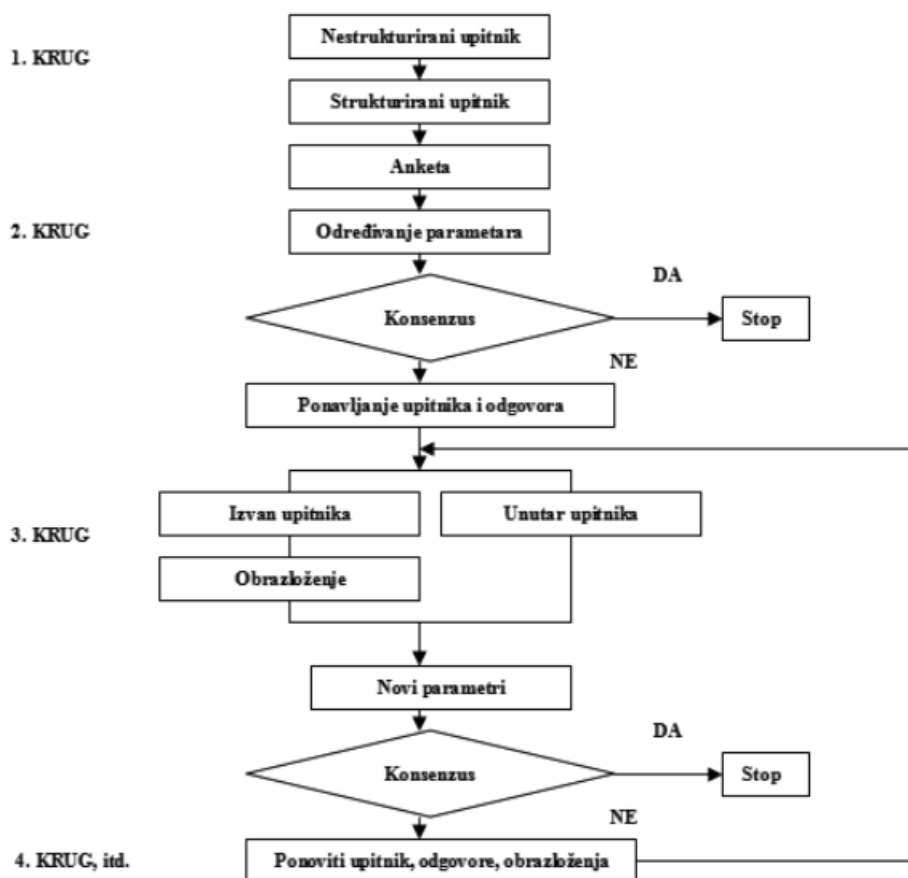 Nestrukturirani upitnik
1. KRUG
Strukturirani upitnik
Anketa
2. KRUG
Određivanje parametara
DA
Konsenzus
Stop
NE
Ponavljanje upitnika i odgovora
Izvan upitnika
Unutar upitnika
3. KRUG
Obrazloženje
Novi parametri
DA
Konsenzus
Stop
NE
4. KRUG, itd.
Ponoviti upitnik, odgovore, obrazloženja